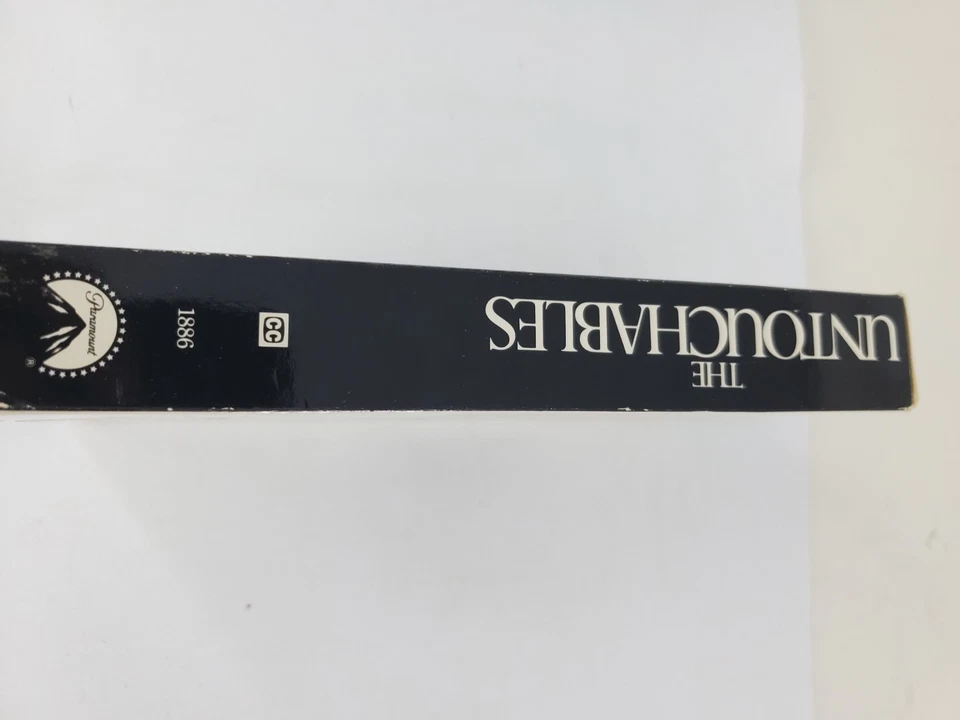 THE
UNTOUCHABLES
CC
1886
Paramount
®